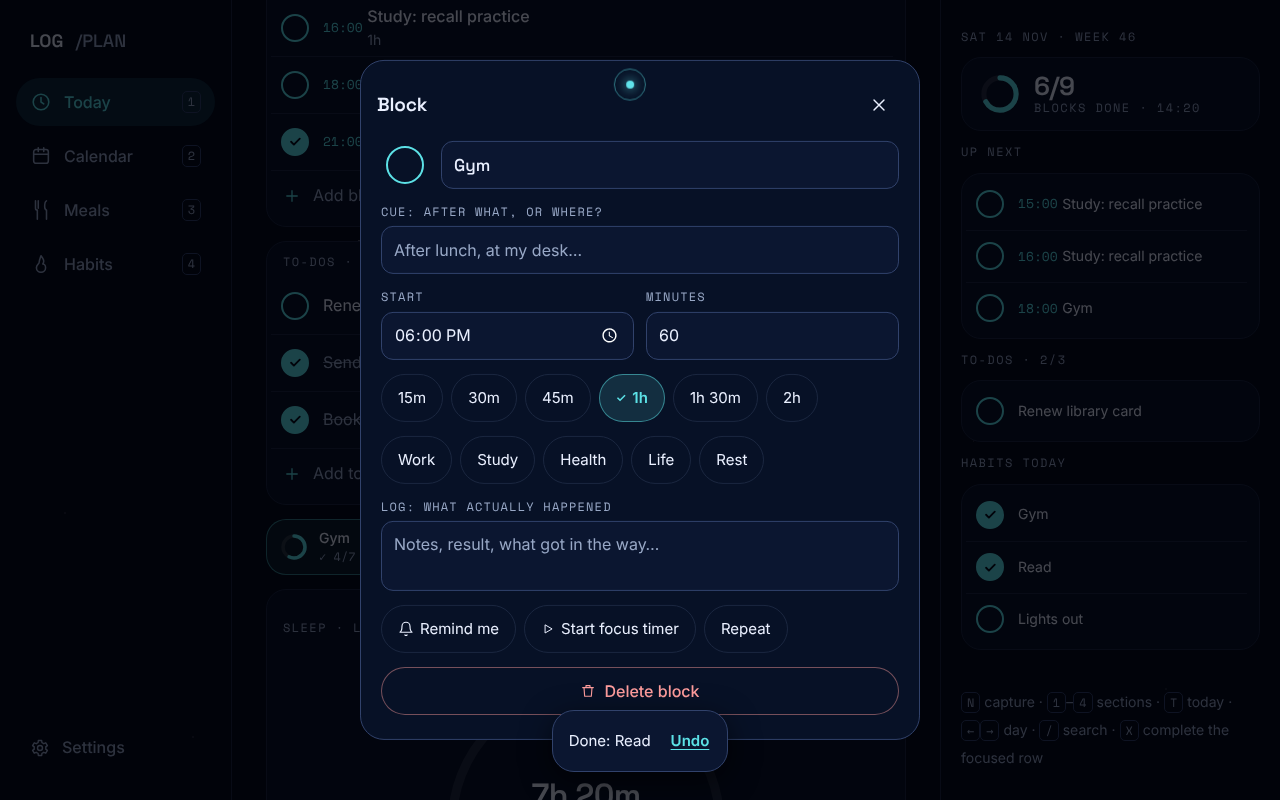 LOG /PLAN
Today 1
Calendar 2
Meals 3
Habits 4
Settings
16:00 Study: recall practice
1h
18:00
21:00
Add bl
TO-DOS ·
Rene
Send
Book
Add to
Gym
✓ 4/7
SLEEP · L
7h 20m
Block
Gym
CUE: AFTER WHAT, OR WHERE?
After lunch, at my desk…
START
MINUTES
06:00 PM
60
15m
30m
45m
✓ 1h
1h 30m
2h
Work
Study
Health
Life
Rest
LOG: WHAT ACTUALLY HAPPENED
Notes, result, what got in the way…
Remind me
Start focus timer
Repeat
Delete block
Done: Read Undo
SAT 14 NOV · WEEK 46
6/9
BLOCKS DONE · 14:20
UP NEXT
15:00 Study: recall practice
16:00 Study: recall practice
18:00 Gym
TO-DOS · 2/3
Renew library card
HABITS TODAY
Gym
Read
Lights out
N capture · 1–4 sections · T today ·
← → day · / search · X complete the
focused row